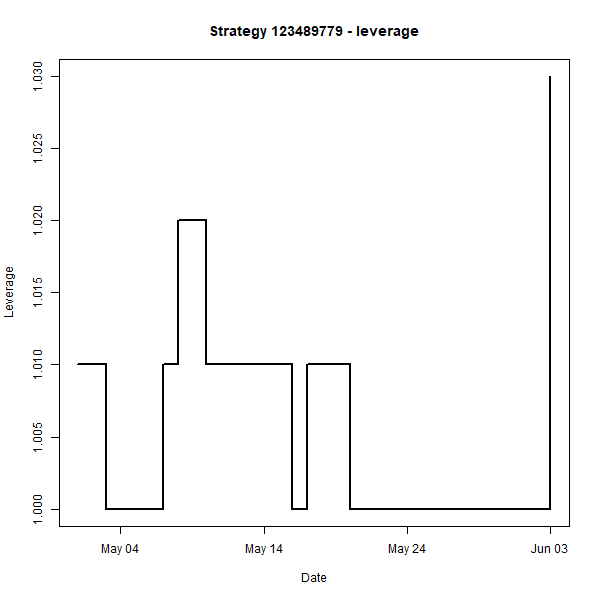 Strategy 123489779 - leverage
1.030
1.025
1.020
1.015
1.010
1.005
1.000
Leverage
May 04
May 14
May 24
Jun 03
Date